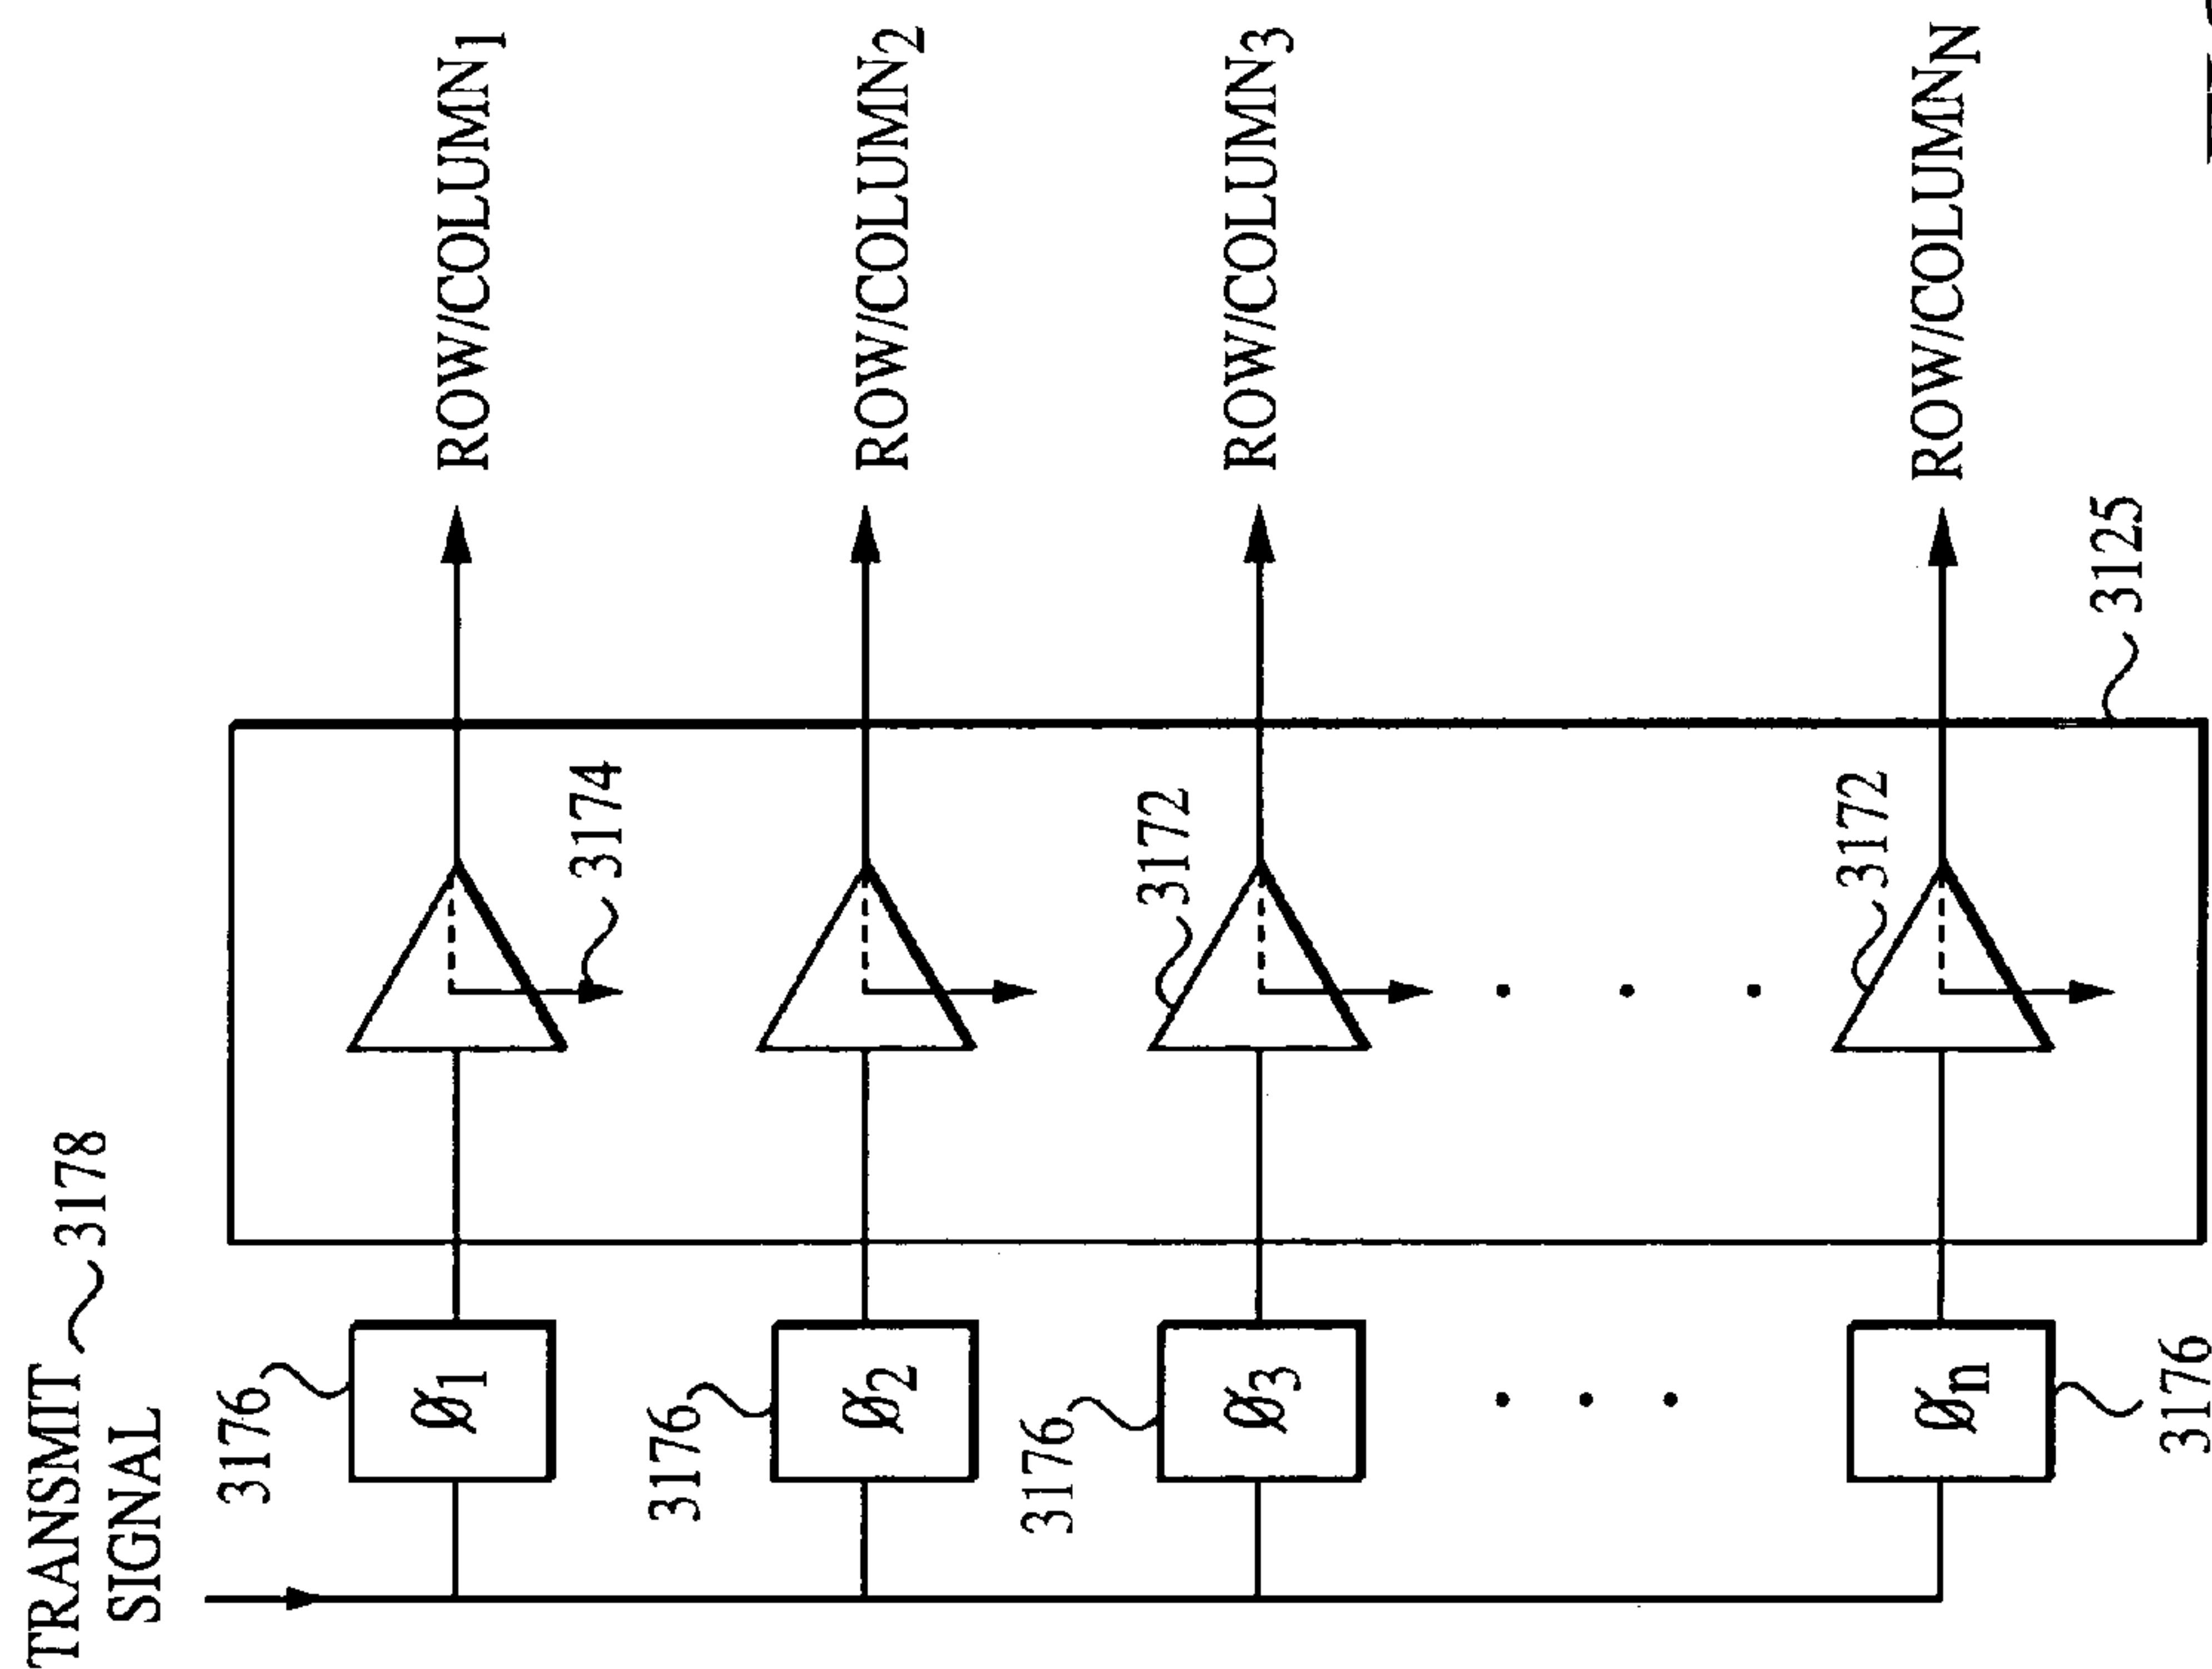 TRANSMIT 3178
SIGNAL
3176
Ø1
3174
ROW/COLUMN1
3176
Ø2
ROW/COLUMN2
3176
Ø3
3172
ROW/COLUMN3
3176
Øn
3172
ROW/COLUMNN
3125